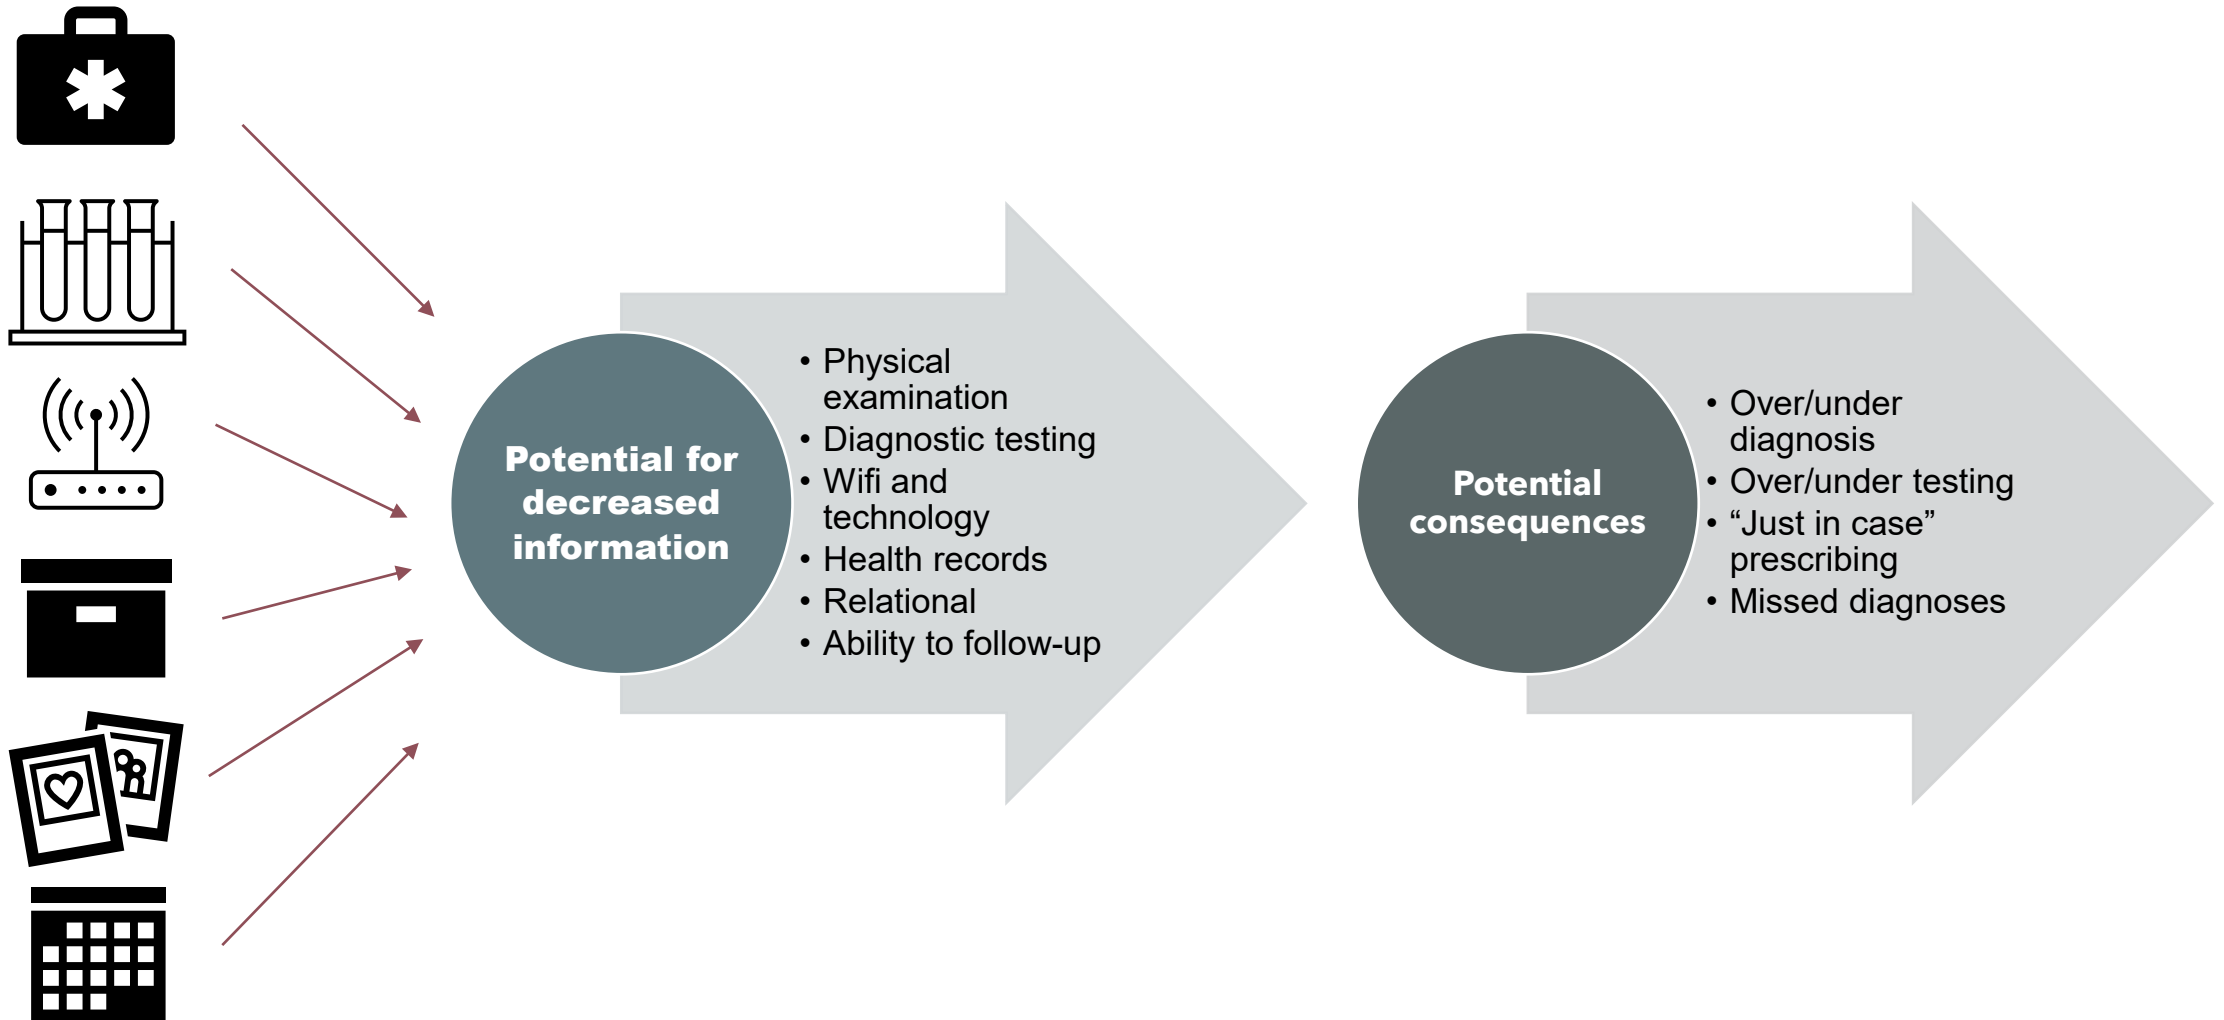 Potential for
decreased
information
• Physical
examination
• Diagnostic testing
• Wifi and
technology
• Health records
• Relational
• Ability to follow-up
Potential
consequences
• Over/under
diagnosis
• Over/under testing
• “Just in case”
prescribing
• Missed diagnoses